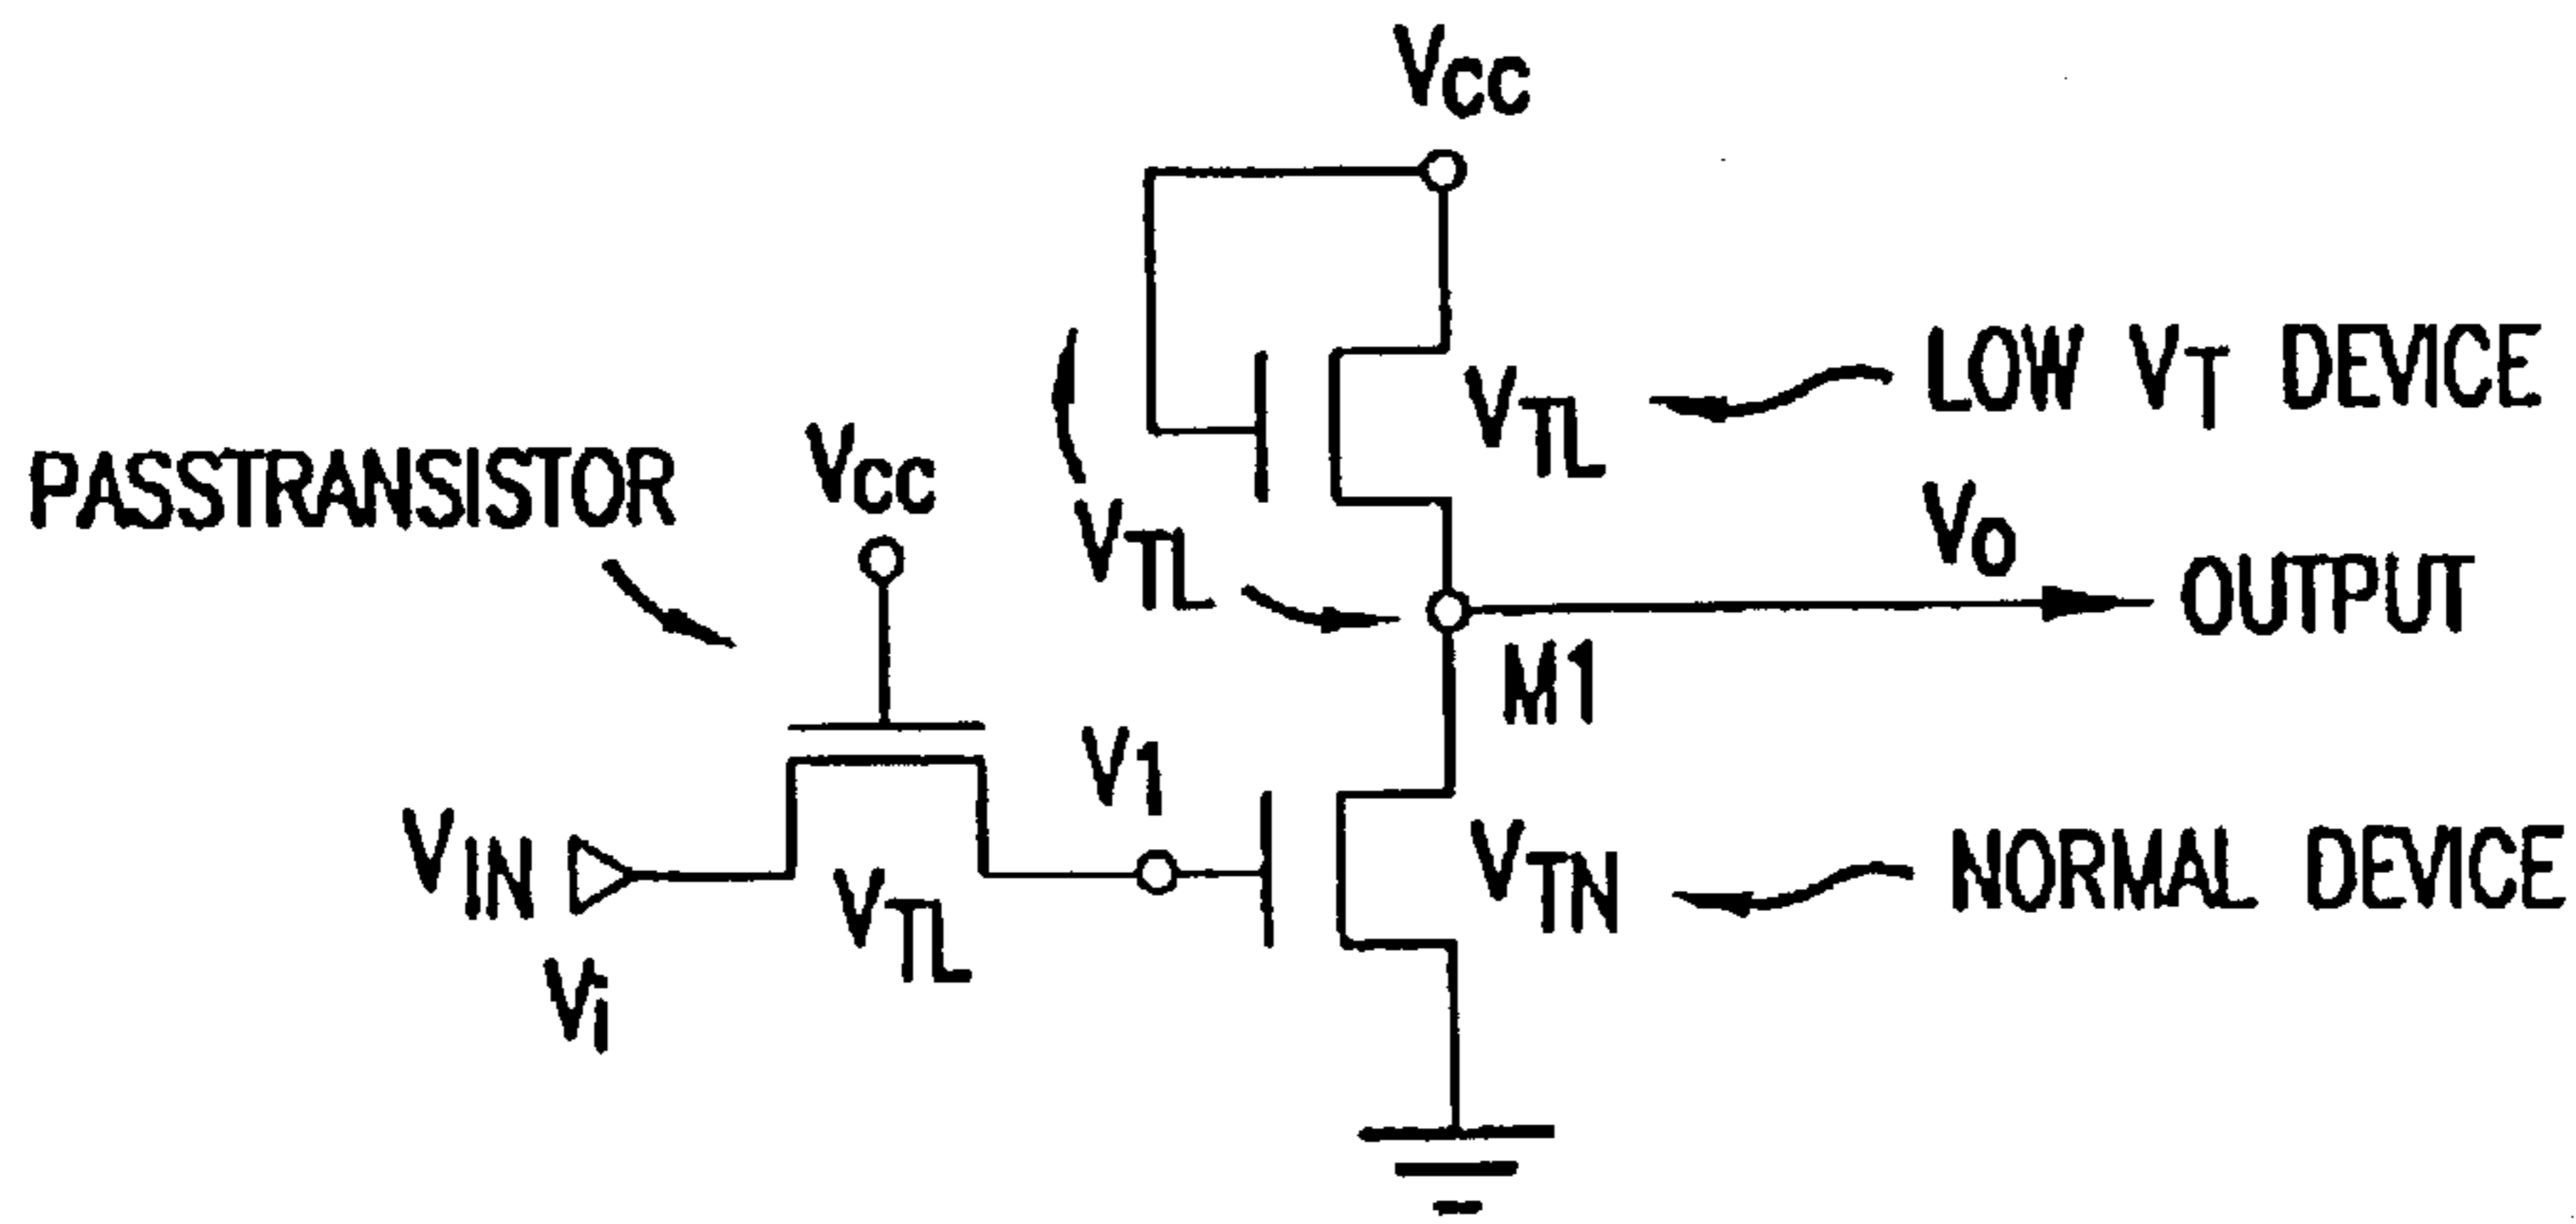 VCC
LOW VT DEVICE
VTL
VCC
PASSTRANSISTOR
VTL
VO
OUTPUT
M1
V1
VIN
VTL
VTN
NORMAL DEVICE
Vi